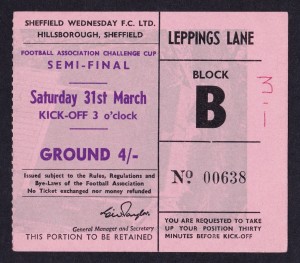 SHEFFIELD WEDNESDAY F.C. LTD.
HILLSBOROUGH, SHEFFIELD
FOOTBALL ASSOCIATION CHALLENGE CUP
SEMI-FINAL
Saturday 31st March
KICK-OFF 3 o'clock
GROUND 4/-
Issued subject to the Rules, Regulations and
Bye-Laws of the Football Association
No Ticket exchanged nor money refunded
General Manager and Secretary
THIS PORTION TO BE RETAINED
LEPPINGS LANE
BLOCK
B
3-1
No 00638
YOU ARE REQUESTED TO TAKE
UP YOUR POSITION THIRTY
MINUTES BEFORE KICK-OFF